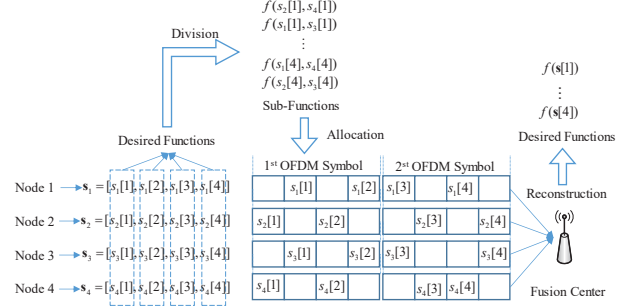 Division
f(s₂[1], s₄[1])
f(s₁[1], s₃[1])
⋮
f(s₁[4], s₄[4])
f(s₂[4], s₃[4])
Sub-Functions
Allocation
Desired Functions
f(s[1])
⋮
f(s[4])
Desired Functions
Reconstruction
1st OFDM Symbol 2nd OFDM Symbol
Node 1 s₁ = [s₁[1], s₁[2], s₁[3], s₁[4]] s₁[1] s₁[2] s₁[3] s₁[4]
Node 2 s₂ = [s₂[1], s₂[2], s₂[3], s₂[4]] s₂[1] s₂[2] s₂[3] s₂[4]
Node 3 s₃ = [s₃[1], s₃[2], s₃[3], s₃[4]] s₃[1] s₃[2] s₃[3] s₃[4]
Node 4 s₄ = [s₄[1], s₄[2], s₄[3], s₄[4]] s₄[1] s₄[2] s₄[3] s₄[4]
Fusion Center